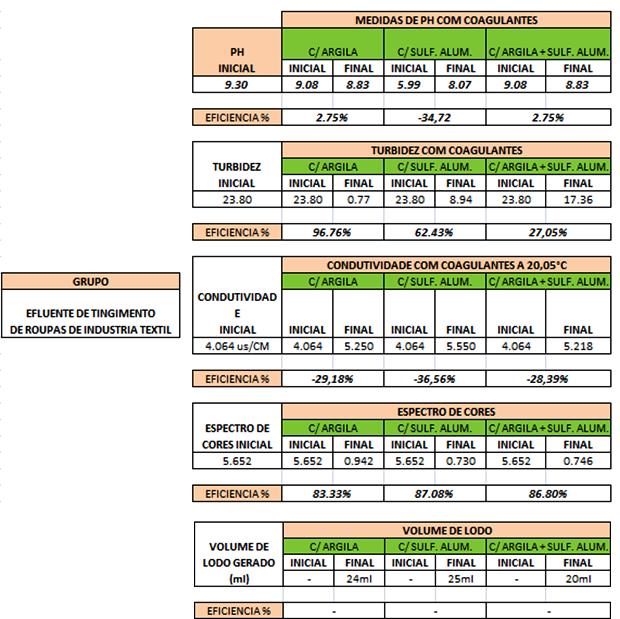 MEDIDAS DE PH COM COAGULANTES
PH INICIAL C/ ARGILA C/ SULF. ALUM. C/ ARGILA + SULF. ALUM.
INICIAL FINAL INICIAL FINAL INICIAL FINAL
9.30 9.08 8.83 5.99 8.07 9.08 8.83
EFICIENCIA % 2.75% -34,72 2.75%
TURBIDEZ COM COAGULANTES
TURBIDEZ INICIAL C/ ARGILA C/ SULF. ALUM. C/ ARGILA + SULF. ALUM.
INICIAL FINAL INICIAL FINAL INICIAL FINAL
23.80 23.80 0.77 23.80 8.94 23.80 17.36
EFICIENCIA % 96.76% 62.43% 27,05%
GRUPO
EFLUENTE DE TINGIMENTO
DE ROUPAS DE INDUSTRIA TEXTIL
CONDUTIVIDADE COM COAGULANTES A 20,05°C
CONDUTIVIDAD
E
INICIAL C/ ARGILA C/ SULF. ALUM. C/ ARGILA + SULF. ALUM.
INICIAL FINAL INICIAL FINAL INICIAL FINAL
4.064 us/CM 4.064 5.250 4.064 5.550 4.064 5.218
EFICIENCIA % -29,18% -36,56% -28,39%
ESPECTRO DE CORES
ESPECTRO DE
CORES INICIAL C/ ARGILA C/ SULF. ALUM. C/ ARGILA + SULF. ALUM.
INICIAL FINAL INICIAL FINAL INICIAL FINAL
5.652 5.652 0.942 5.652 0.730 5.652 0.746
EFICIENCIA % 83.33% 87.08% 86.80%
VOLUME DE LODO
VOLUME DE
LODO GERADO
(ml) C/ ARGILA C/ SULF. ALUM. C/ ARGILA + SULF. ALUM.
INICIAL FINAL INICIAL FINAL INICIAL FINAL
- 24ml - 25ml - 20ml
EFICIENCIA % - - -